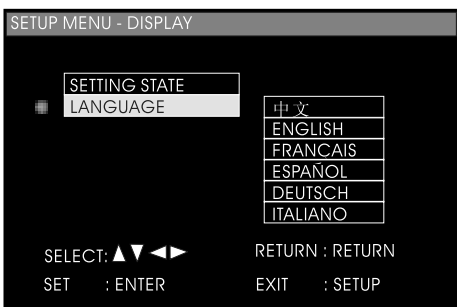 SETUP MENU - DISPLAY
SETTING STATE
LANGUAGE
中文
ENGLISH
FRANCAIS
ESPAÑOL
DEUTSCH
ITALIANO
SELECT: ▲▼◄► RETURN : RETURN
SET : ENTER EXIT : SETUP